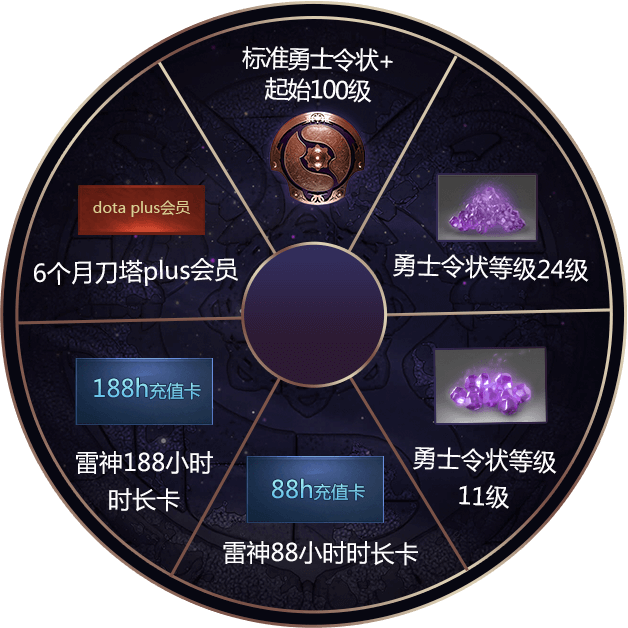 标准勇士令状+
起始100级
dota plus会员
6个月刀塔plus会员
勇士令状等级24级
188h充值卡
雷神188小时
时长卡
勇士令状等级
11级
88h充值卡
雷神88小时时长卡